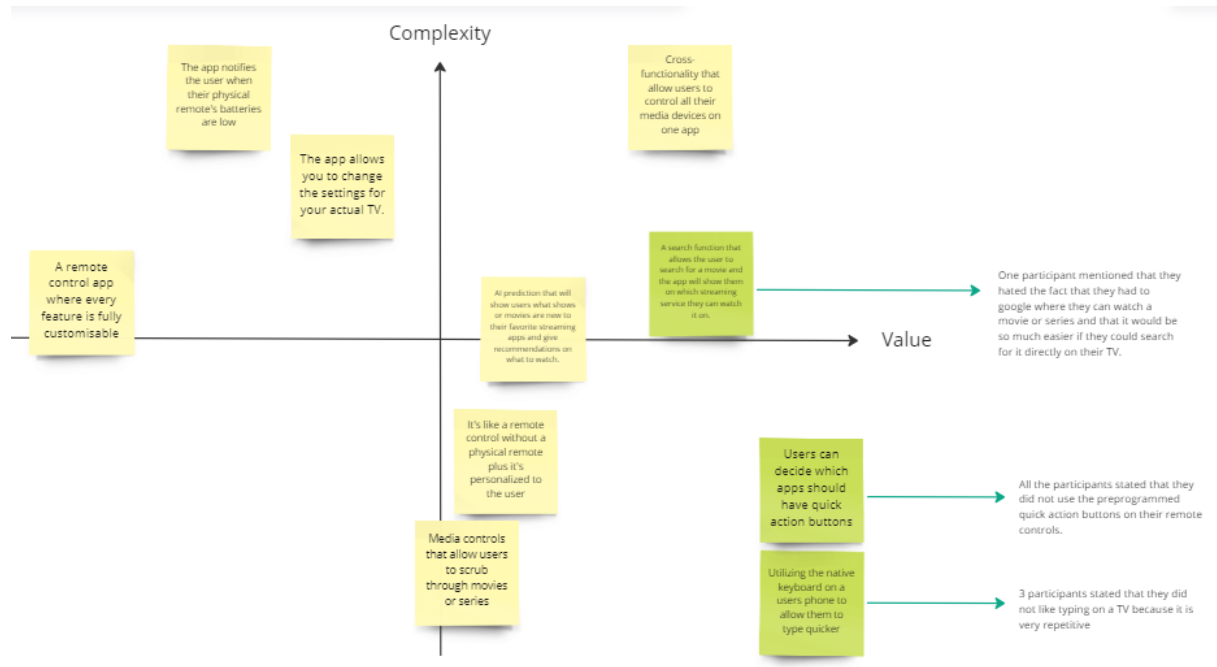 Complexity
The app notifies
the user when
their physical
remote's batteries
are low
Cross-
functionality that
allow users to
control all their
media devices on
one app
The app allows
you to change
the settings for
your actual TV.
A remote
control app
where every
feature is fully
customisable
AI prediction that will
show users what shows
or movies are new to
their favorite streaming
apps and give
recommendations on
what to watch.
A search function that
allows the user to
search for a movie and
the app will show them
on which streaming
service they can watch
it on.
One participant mentioned that they
hated the fact that they had to
google where they can watch a
movie or series and that it would be
so much easier if they could search
for it directly on their TV.
Value
It's like a remote
control without a
physical remote
plus it's
personalized to
the user
Users can
decide which
apps should
have quick
action buttons
All the participants stated that they
did not use the preprogrammed
quick action buttons on their remote
controls.
Media controls
that allow users
to scrub
through movies
or series
Utilizing the native
keyboard on a
users phone to
allow them to
type quicker
3 participants stated that they did
not like typing on a TV because it is
very repetitive